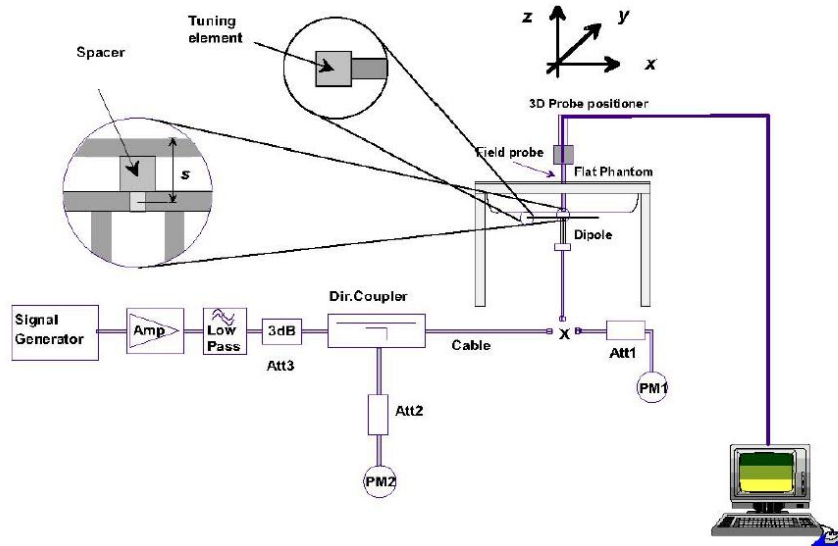 Tuning
element
z
y
x
Spacer
3D Probe positioner
s
Field probe
Flat Phantom
Dipole
Dir.Coupler
Signal
Generator
Amp
Low
Pass
3dB
Cable
X
Att1
Att3
PM1
Att2
PM2